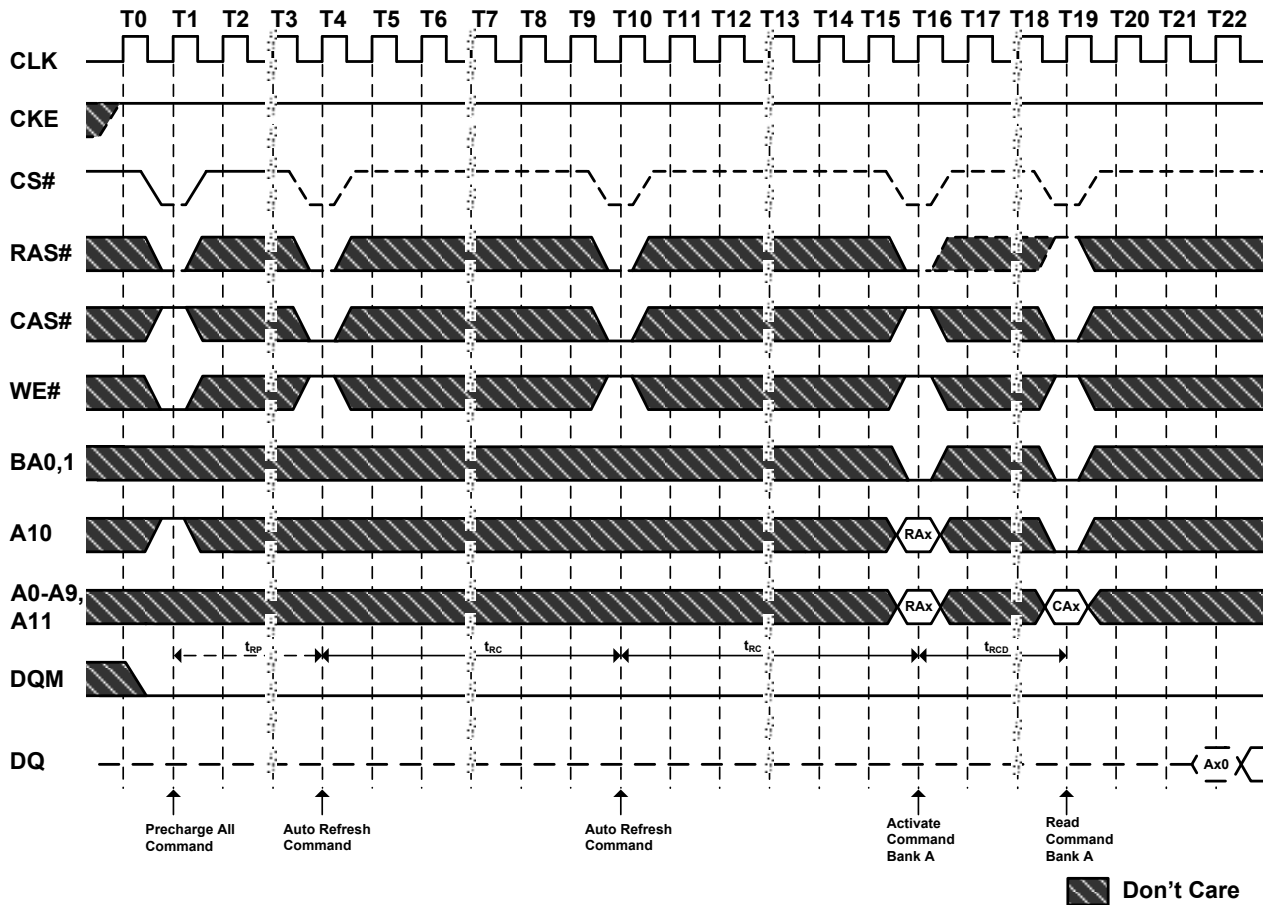 T0 T1 T2 T3 T4 T5 T6 T7 T8 T9 T10 T11 T12 T13 T14 T15 T16 T17 T18 T19 T20 T21 T22
CLK
CKE
CS#
RAS#
CAS#
WE#
BA0,1
A10
RAx
A0-A9,
A11
RAx CAx
tRP tRC tRC tRCD
DQM
DQ
Ax0
Precharge All
Command
Auto Refresh
Command
Auto Refresh
Command
Activate
Command
Bank A
Read
Command
Bank A
Don't Care